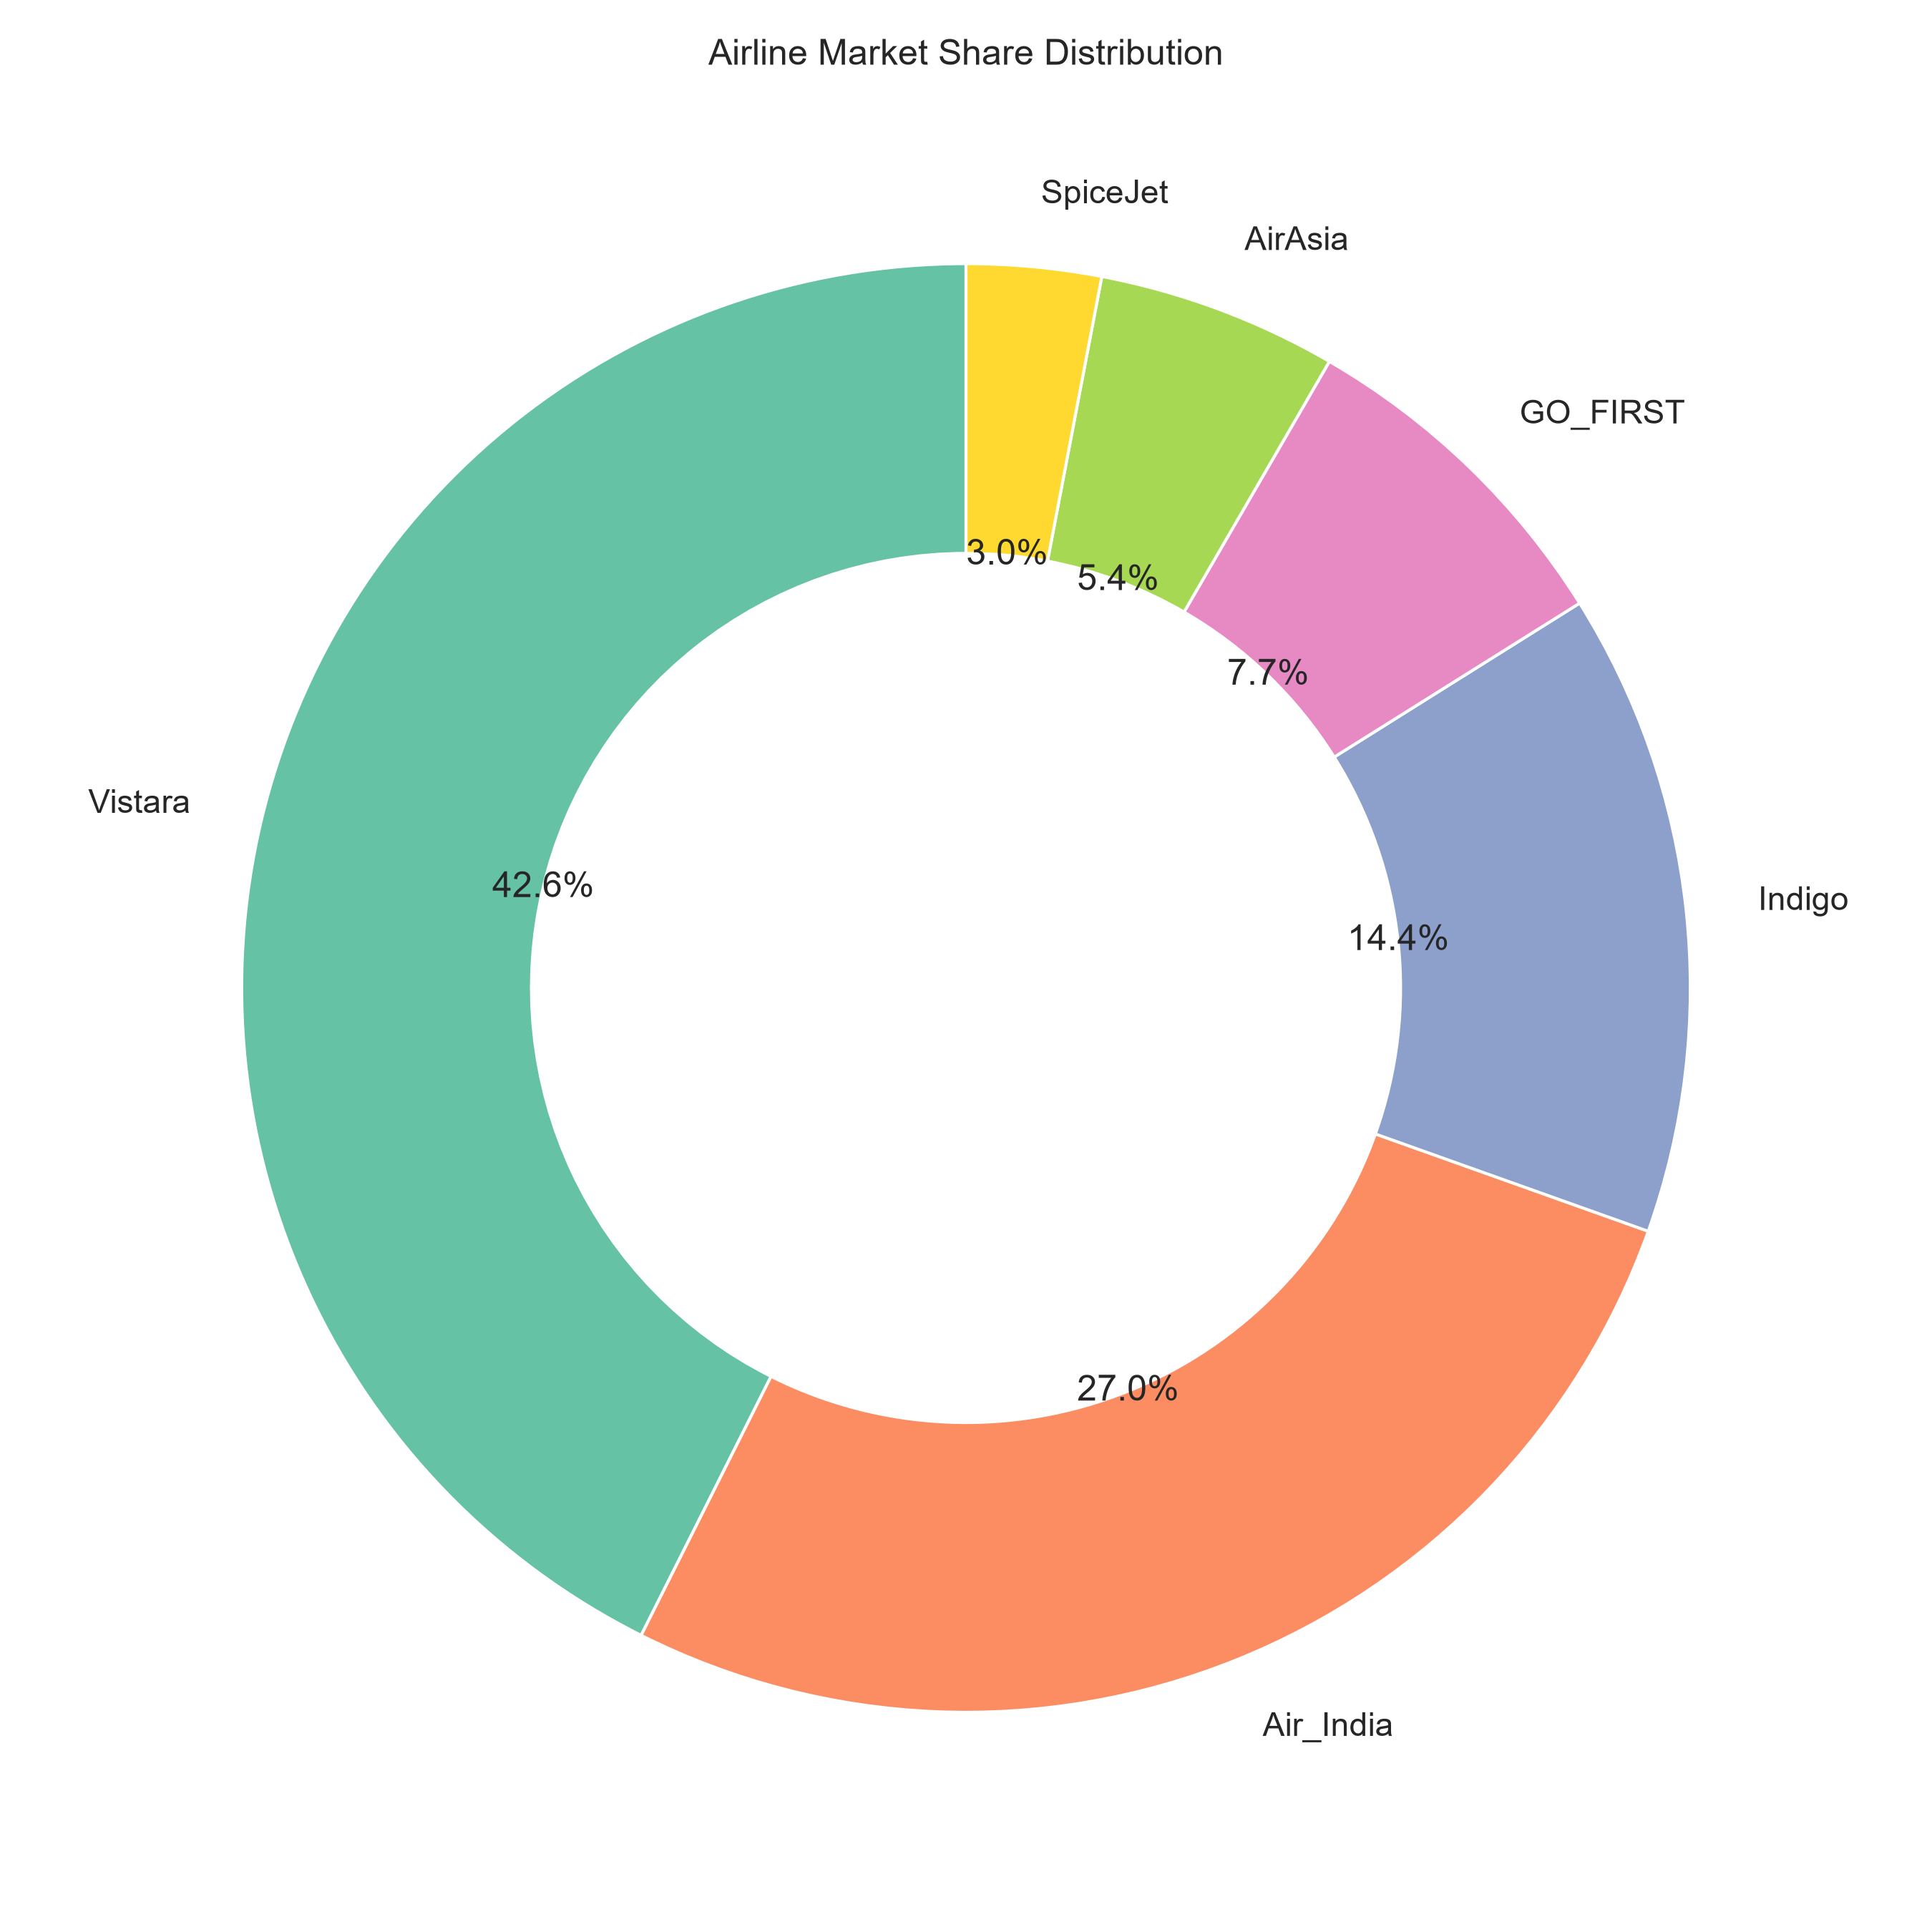 Airline Market Share Distribution
SpiceJet
AirAsia
GO_FIRST
3.0%
5.4%
7.7%
Vistara
42.6%
Indigo
14.4%
27.0%
Air_India